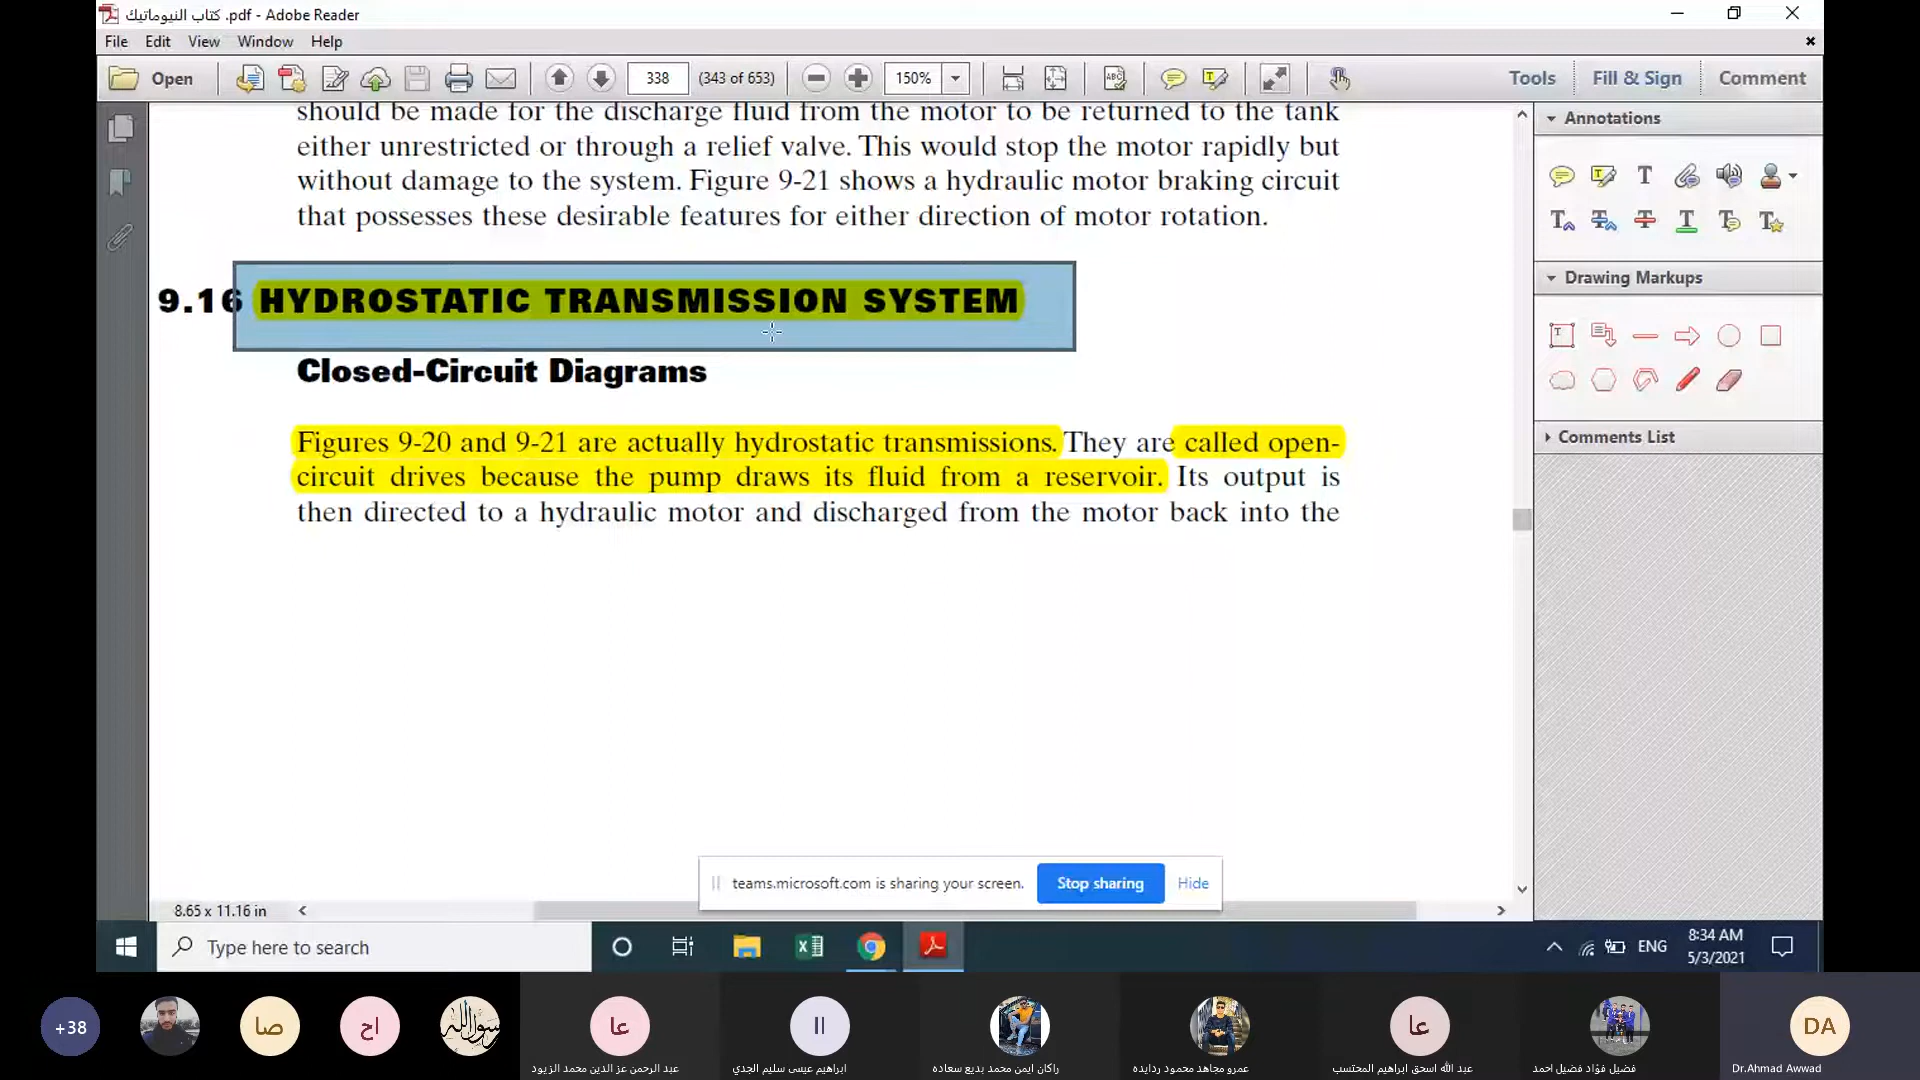 كتاب النيوماتيك .pdf - Adobe Reader
File Edit View Window Help
Open 338 (343 of 653) 150% Tools Fill & Sign Comment
should be made for the discharge fluid from the motor to be returned to the tank
either unrestricted or through a relief valve. This would stop the motor rapidly but
without damage to the system. Figure 9-21 shows a hydraulic motor braking circuit
that possesses these desirable features for either direction of motor rotation.
9.16 HYDROSTATIC TRANSMISSION SYSTEM
Closed-Circuit Diagrams
Figures 9-20 and 9-21 are actually hydrostatic transmissions. They are called open-
circuit drives because the pump draws its fluid from a reservoir. Its output is
then directed to a hydraulic motor and discharged from the motor back into the
Annotations
Drawing Markups
Comments List
teams.microsoft.com is sharing your screen. Stop sharing Hide
8.65 x 11.16 in
Type here to search
ENG
8:34 AM
5/3/2021
+38
صا
اح
عا
اا
عا
DA
عبد الرحمن عز الدين محمد الزيود
ابراهيم عيسى سليم الجدي
راكان ايمن محمد بديع سعاده
عمرو مجاهد محمود ردايده
عبد الله اسحق ابراهيم المحتسب
فضيل فؤاد فضيل احمد
Dr.Ahmad Awwad